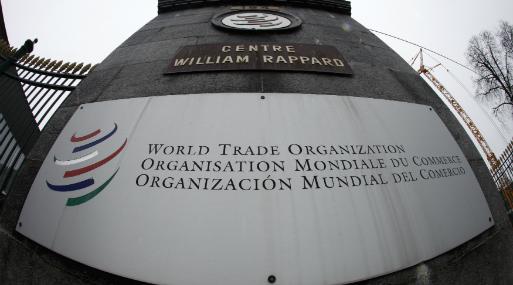 CENTRE
WILLIAM RAPPARD
WORLD TRADE ORGANIZATION
ORGANISATION MONDIALE DU COMMERCE
ORGANIZACIÓN MUNDIAL DEL COMERCIO